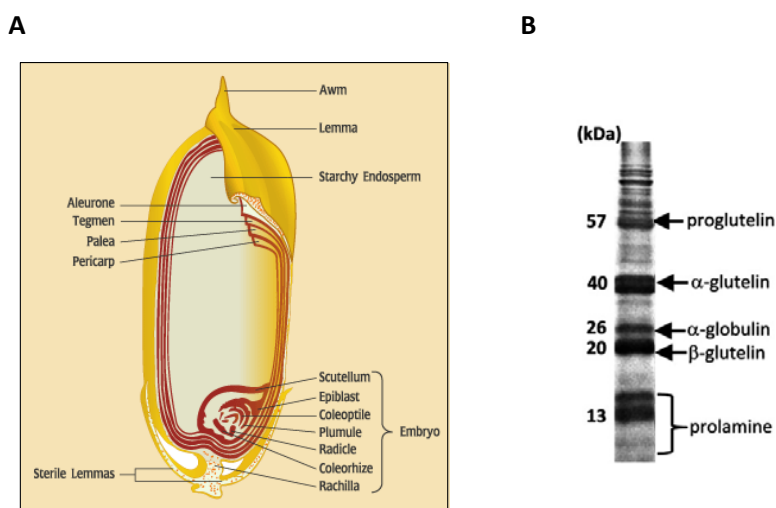 A
B
Awm
Lemma
Starchy Endosperm
Aleurone
Tegmen
Palea
Pericarp
Scutellum
Epiblast
Coleoptile
Plumule
Radicle
Coleorhize
Rachilla
Embryo
Sterile Lemmas
(kDa)
57 proglutelin
40 α-glutelin
26 α-globulin
20 β-glutelin
13 prolamine